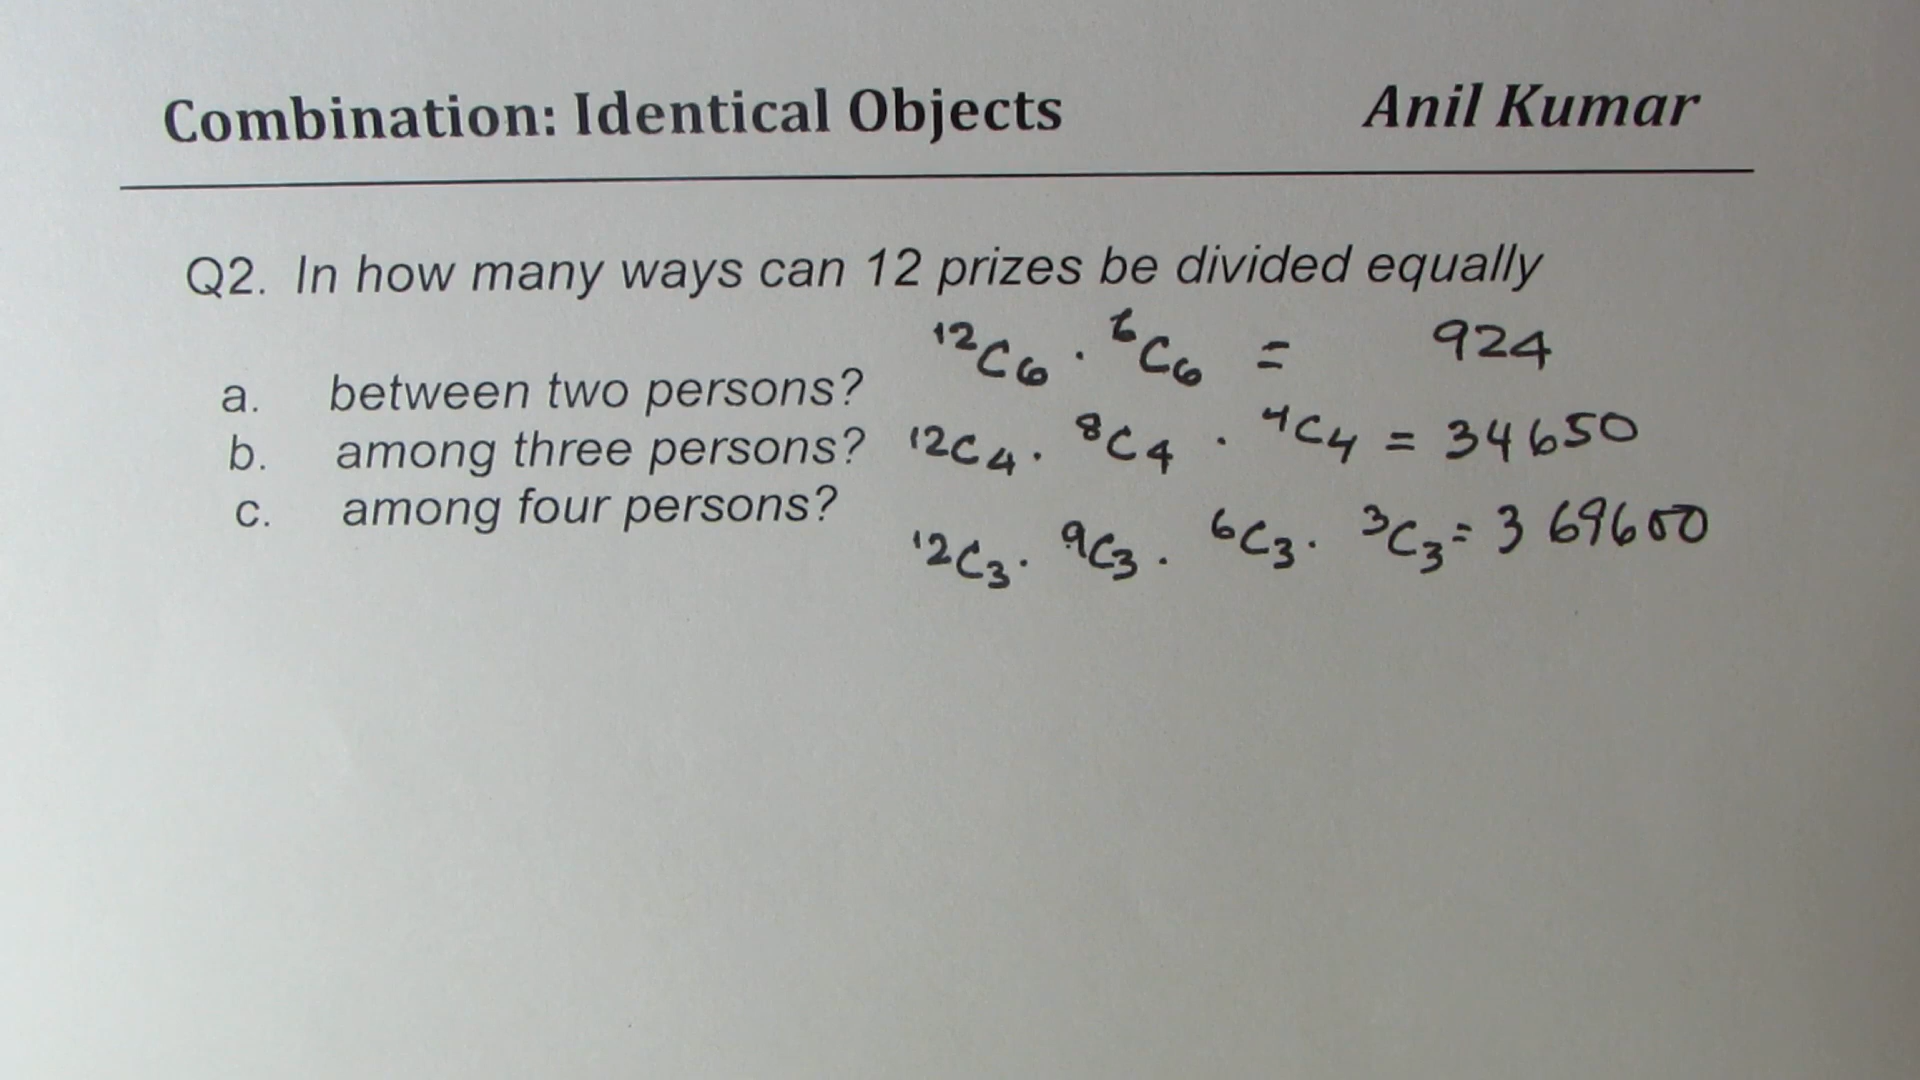 Combination: Identical Objects Anil Kumar
Q2. In how many ways can 12 prizes be divided equally
a. between two persons? ¹²C₆ · ⁶C₆ = 924
b. among three persons? ¹²C₄ · ⁸C₄ · ⁴C₄ = 34650
c. among four persons? ¹²C₃ · ⁹C₃ · ⁶C₃ · ³C₃ = 369600